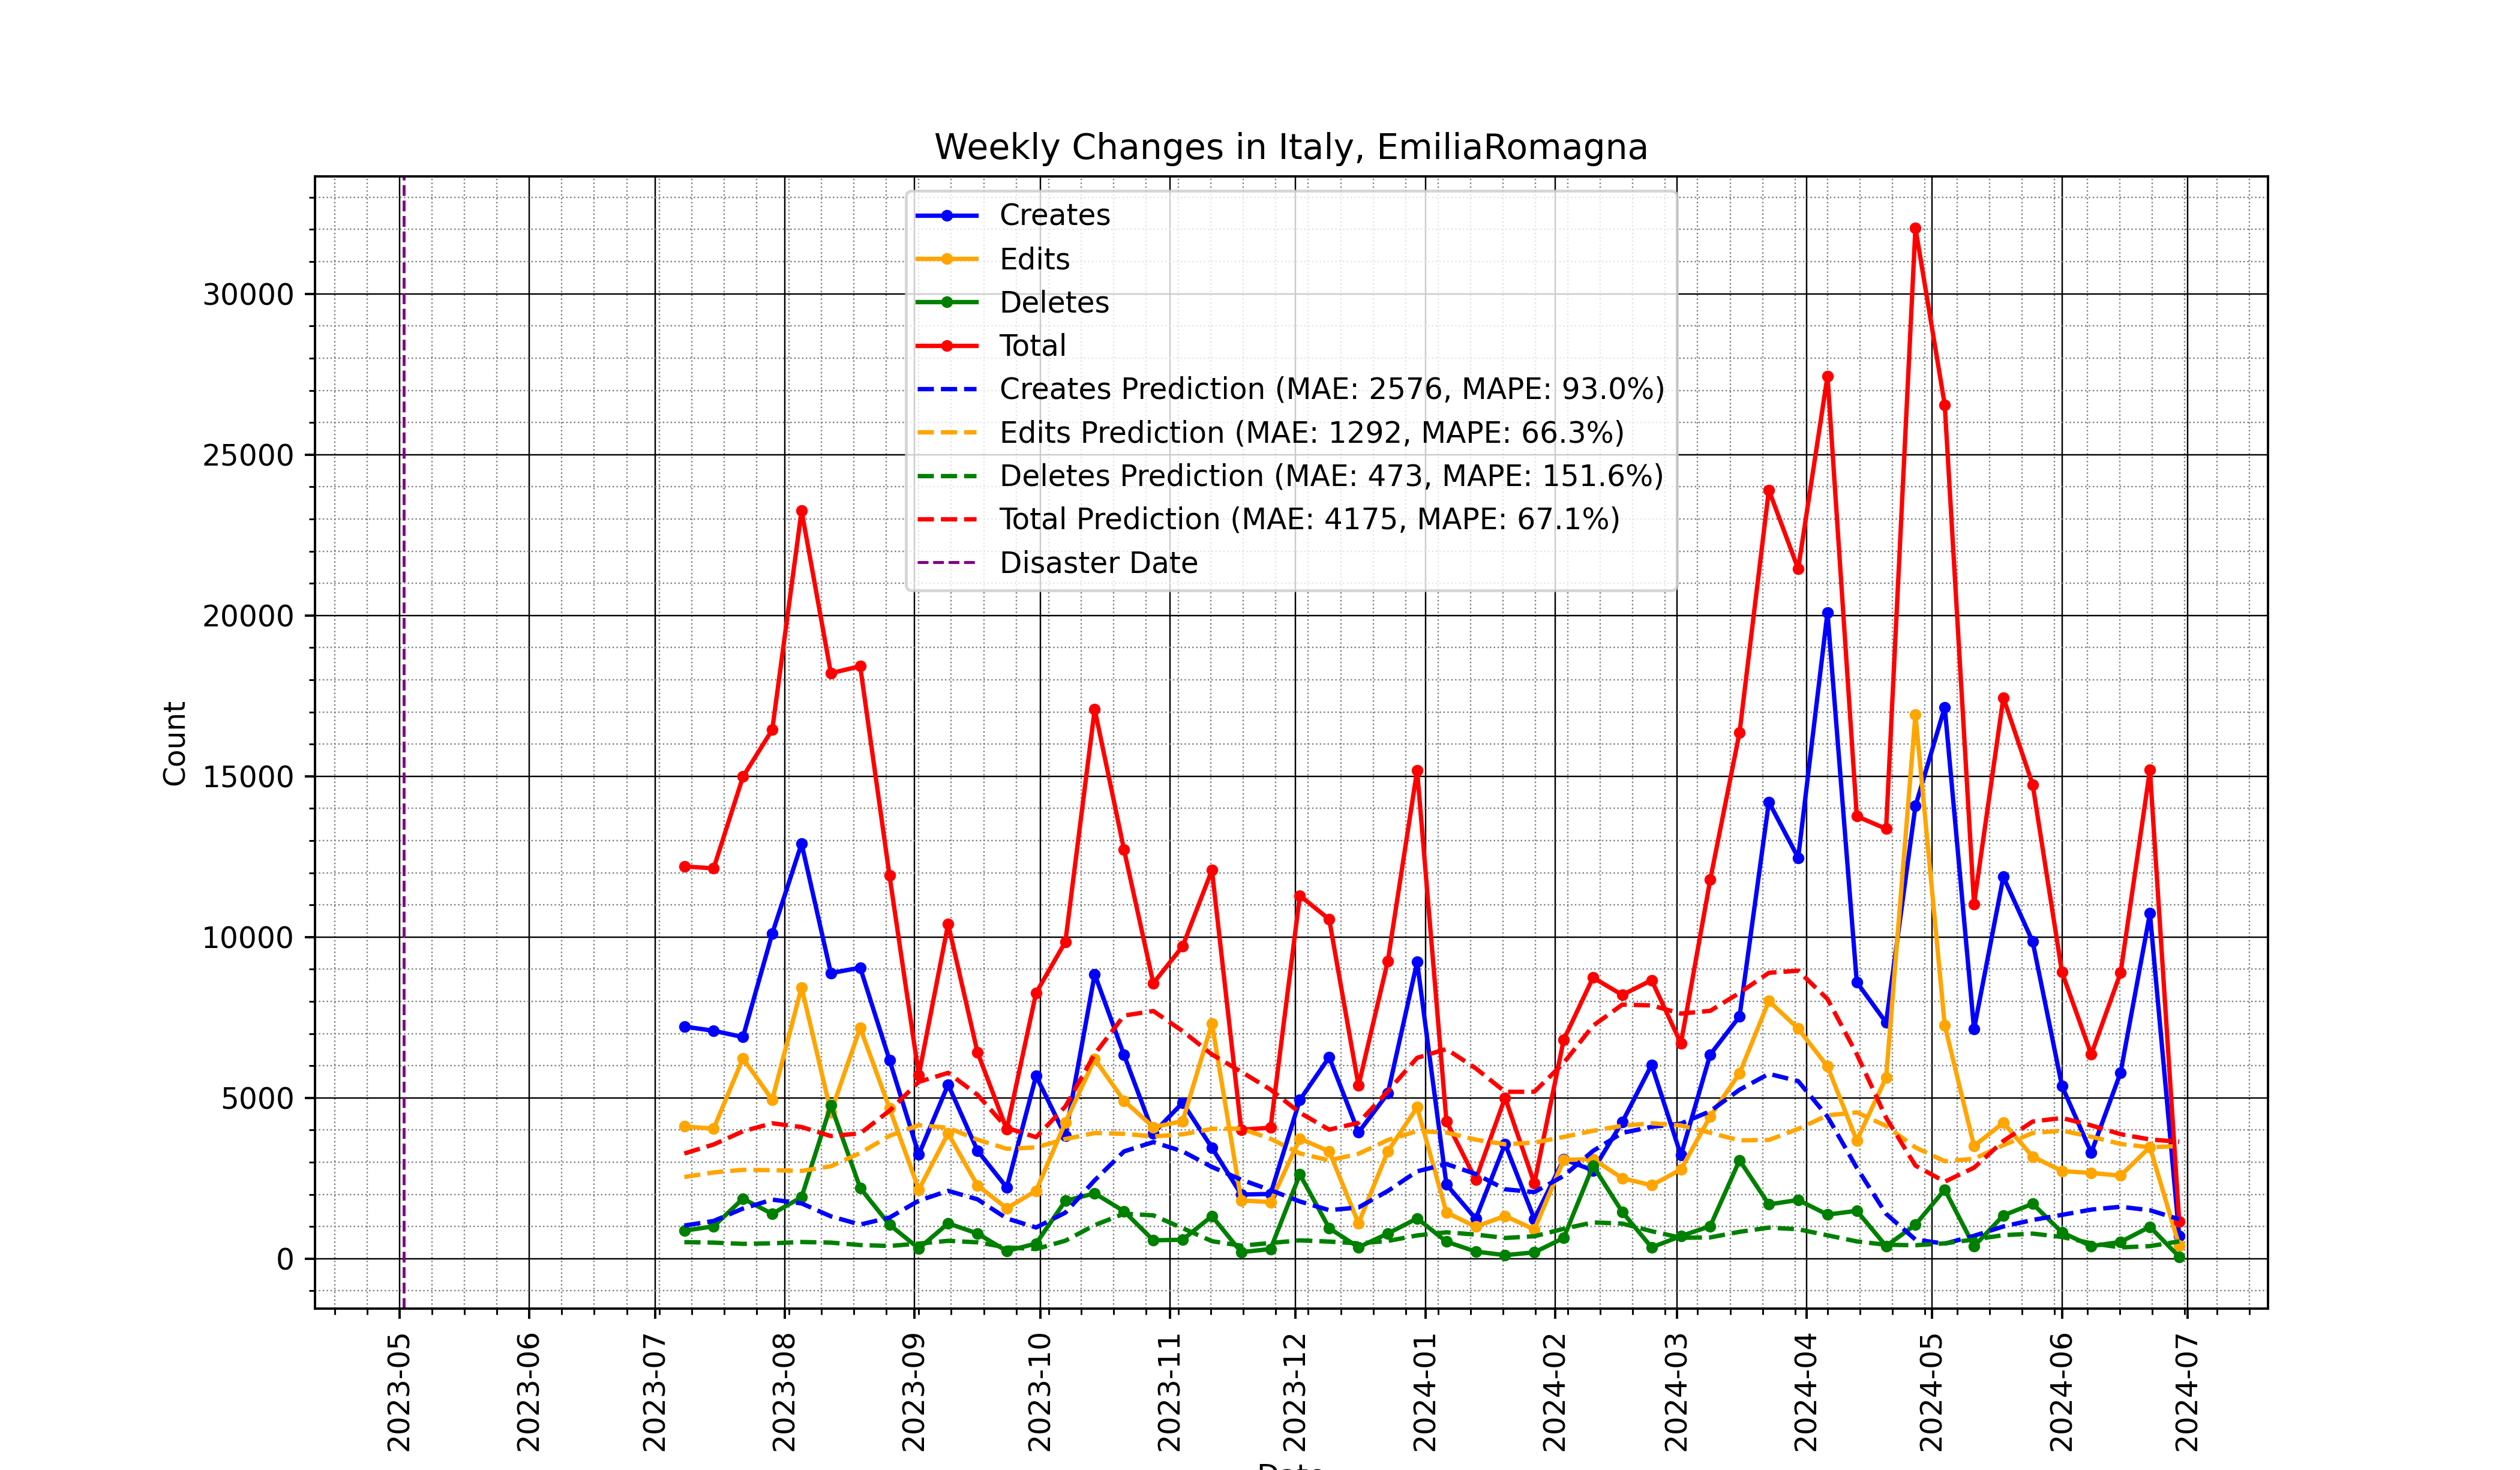 Weekly Changes in Italy, EmiliaRomagna
Creates
Edits
Deletes
Total
Creates Prediction (MAE: 2576, MAPE: 93.0%)
Edits Prediction (MAE: 1292, MAPE: 66.3%)
Deletes Prediction (MAE: 473, MAPE: 151.6%)
Total Prediction (MAE: 4175, MAPE: 67.1%)
Disaster Date
Count
30000
25000
20000
15000
10000
5000
0
2023-05
2023-06
2023-07
2023-08
2023-09
2023-10
2023-11
2023-12
2024-01
2024-02
2024-03
2024-04
2024-05
2024-06
2024-07
Date